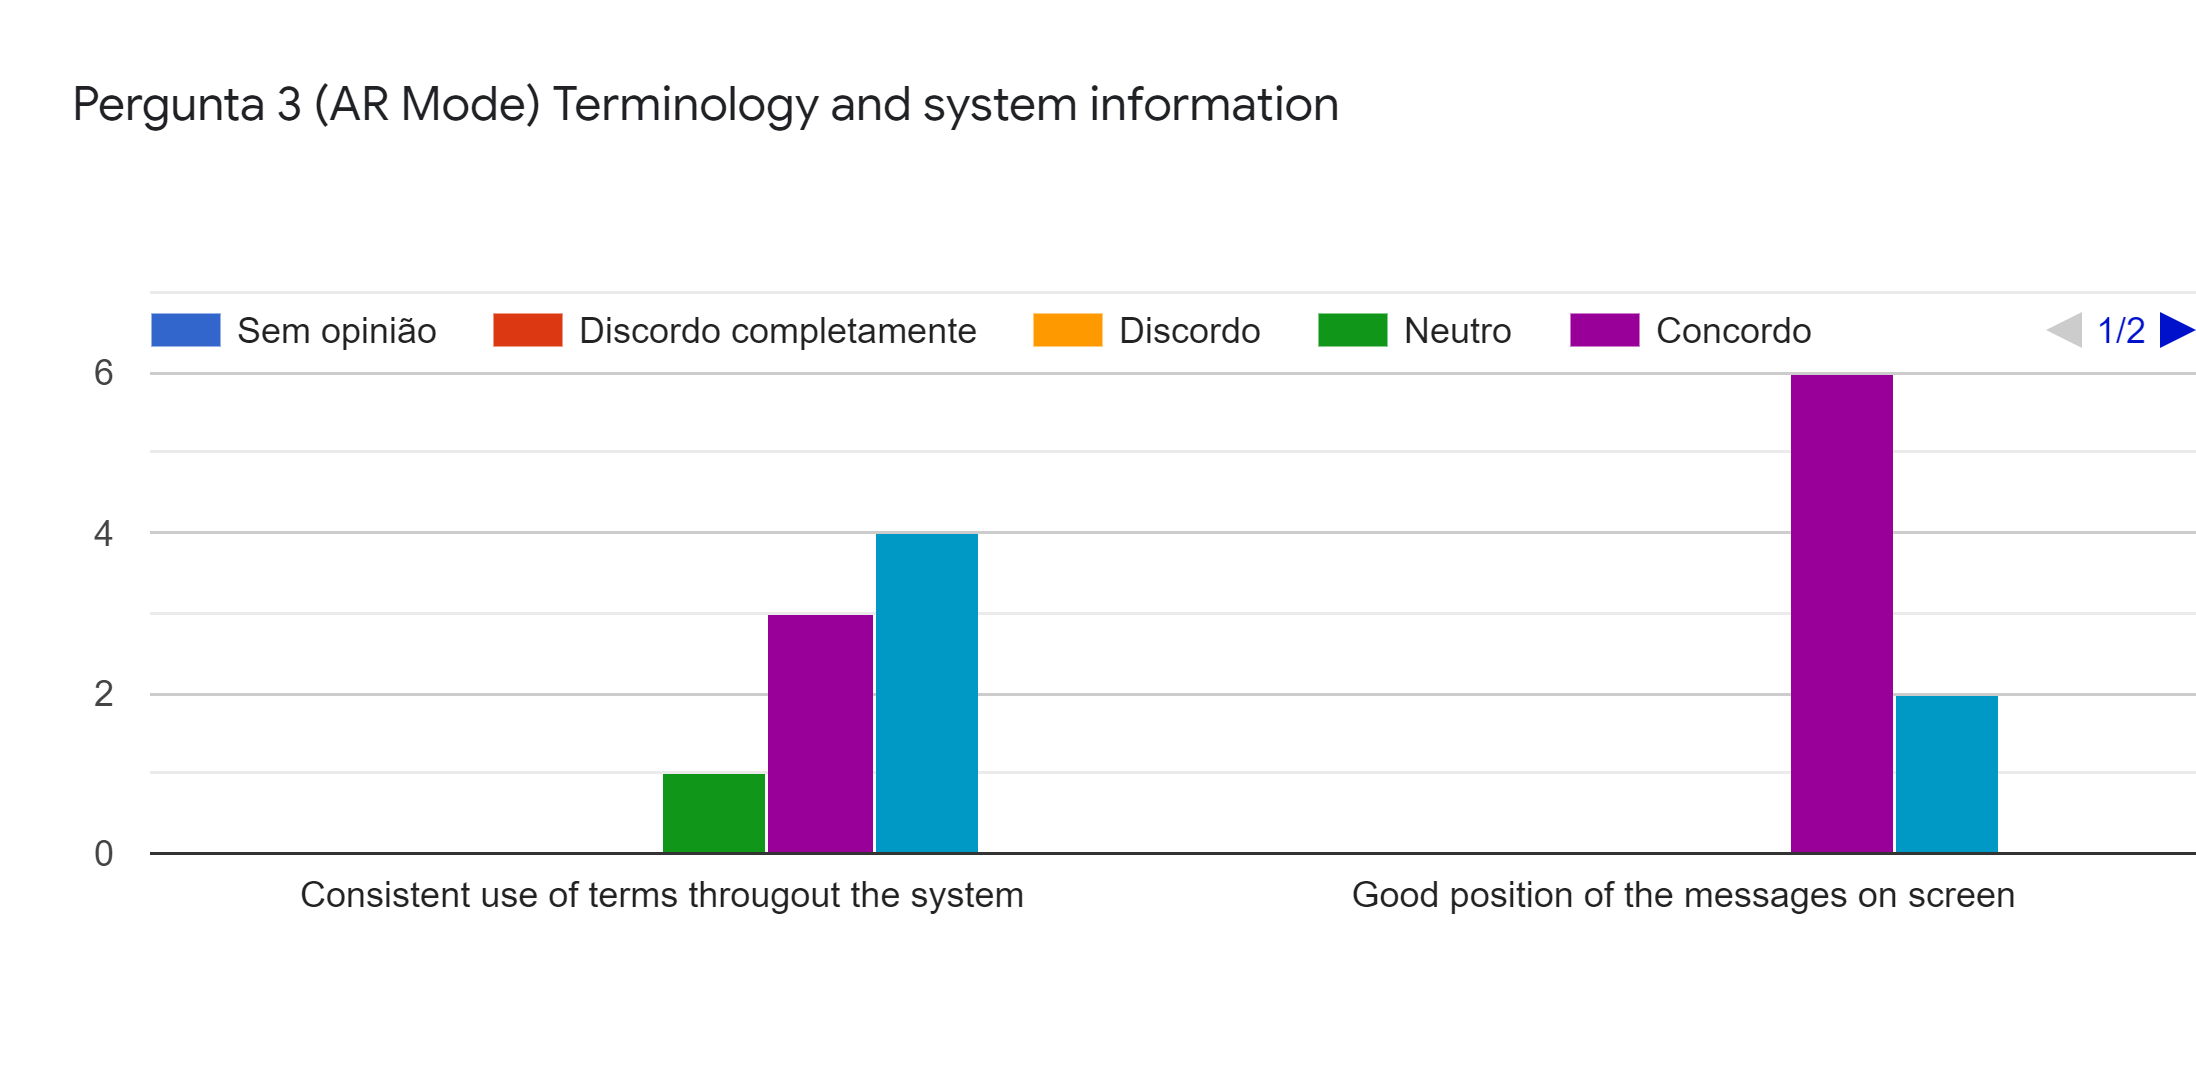 Pergunta 3 (AR Mode) Terminology and system information
Sem opinião Discordo completamente Discordo Neutro Concordo 1/2
6
4
2
0
Consistent use of terms througout the system Good position of the messages on screen